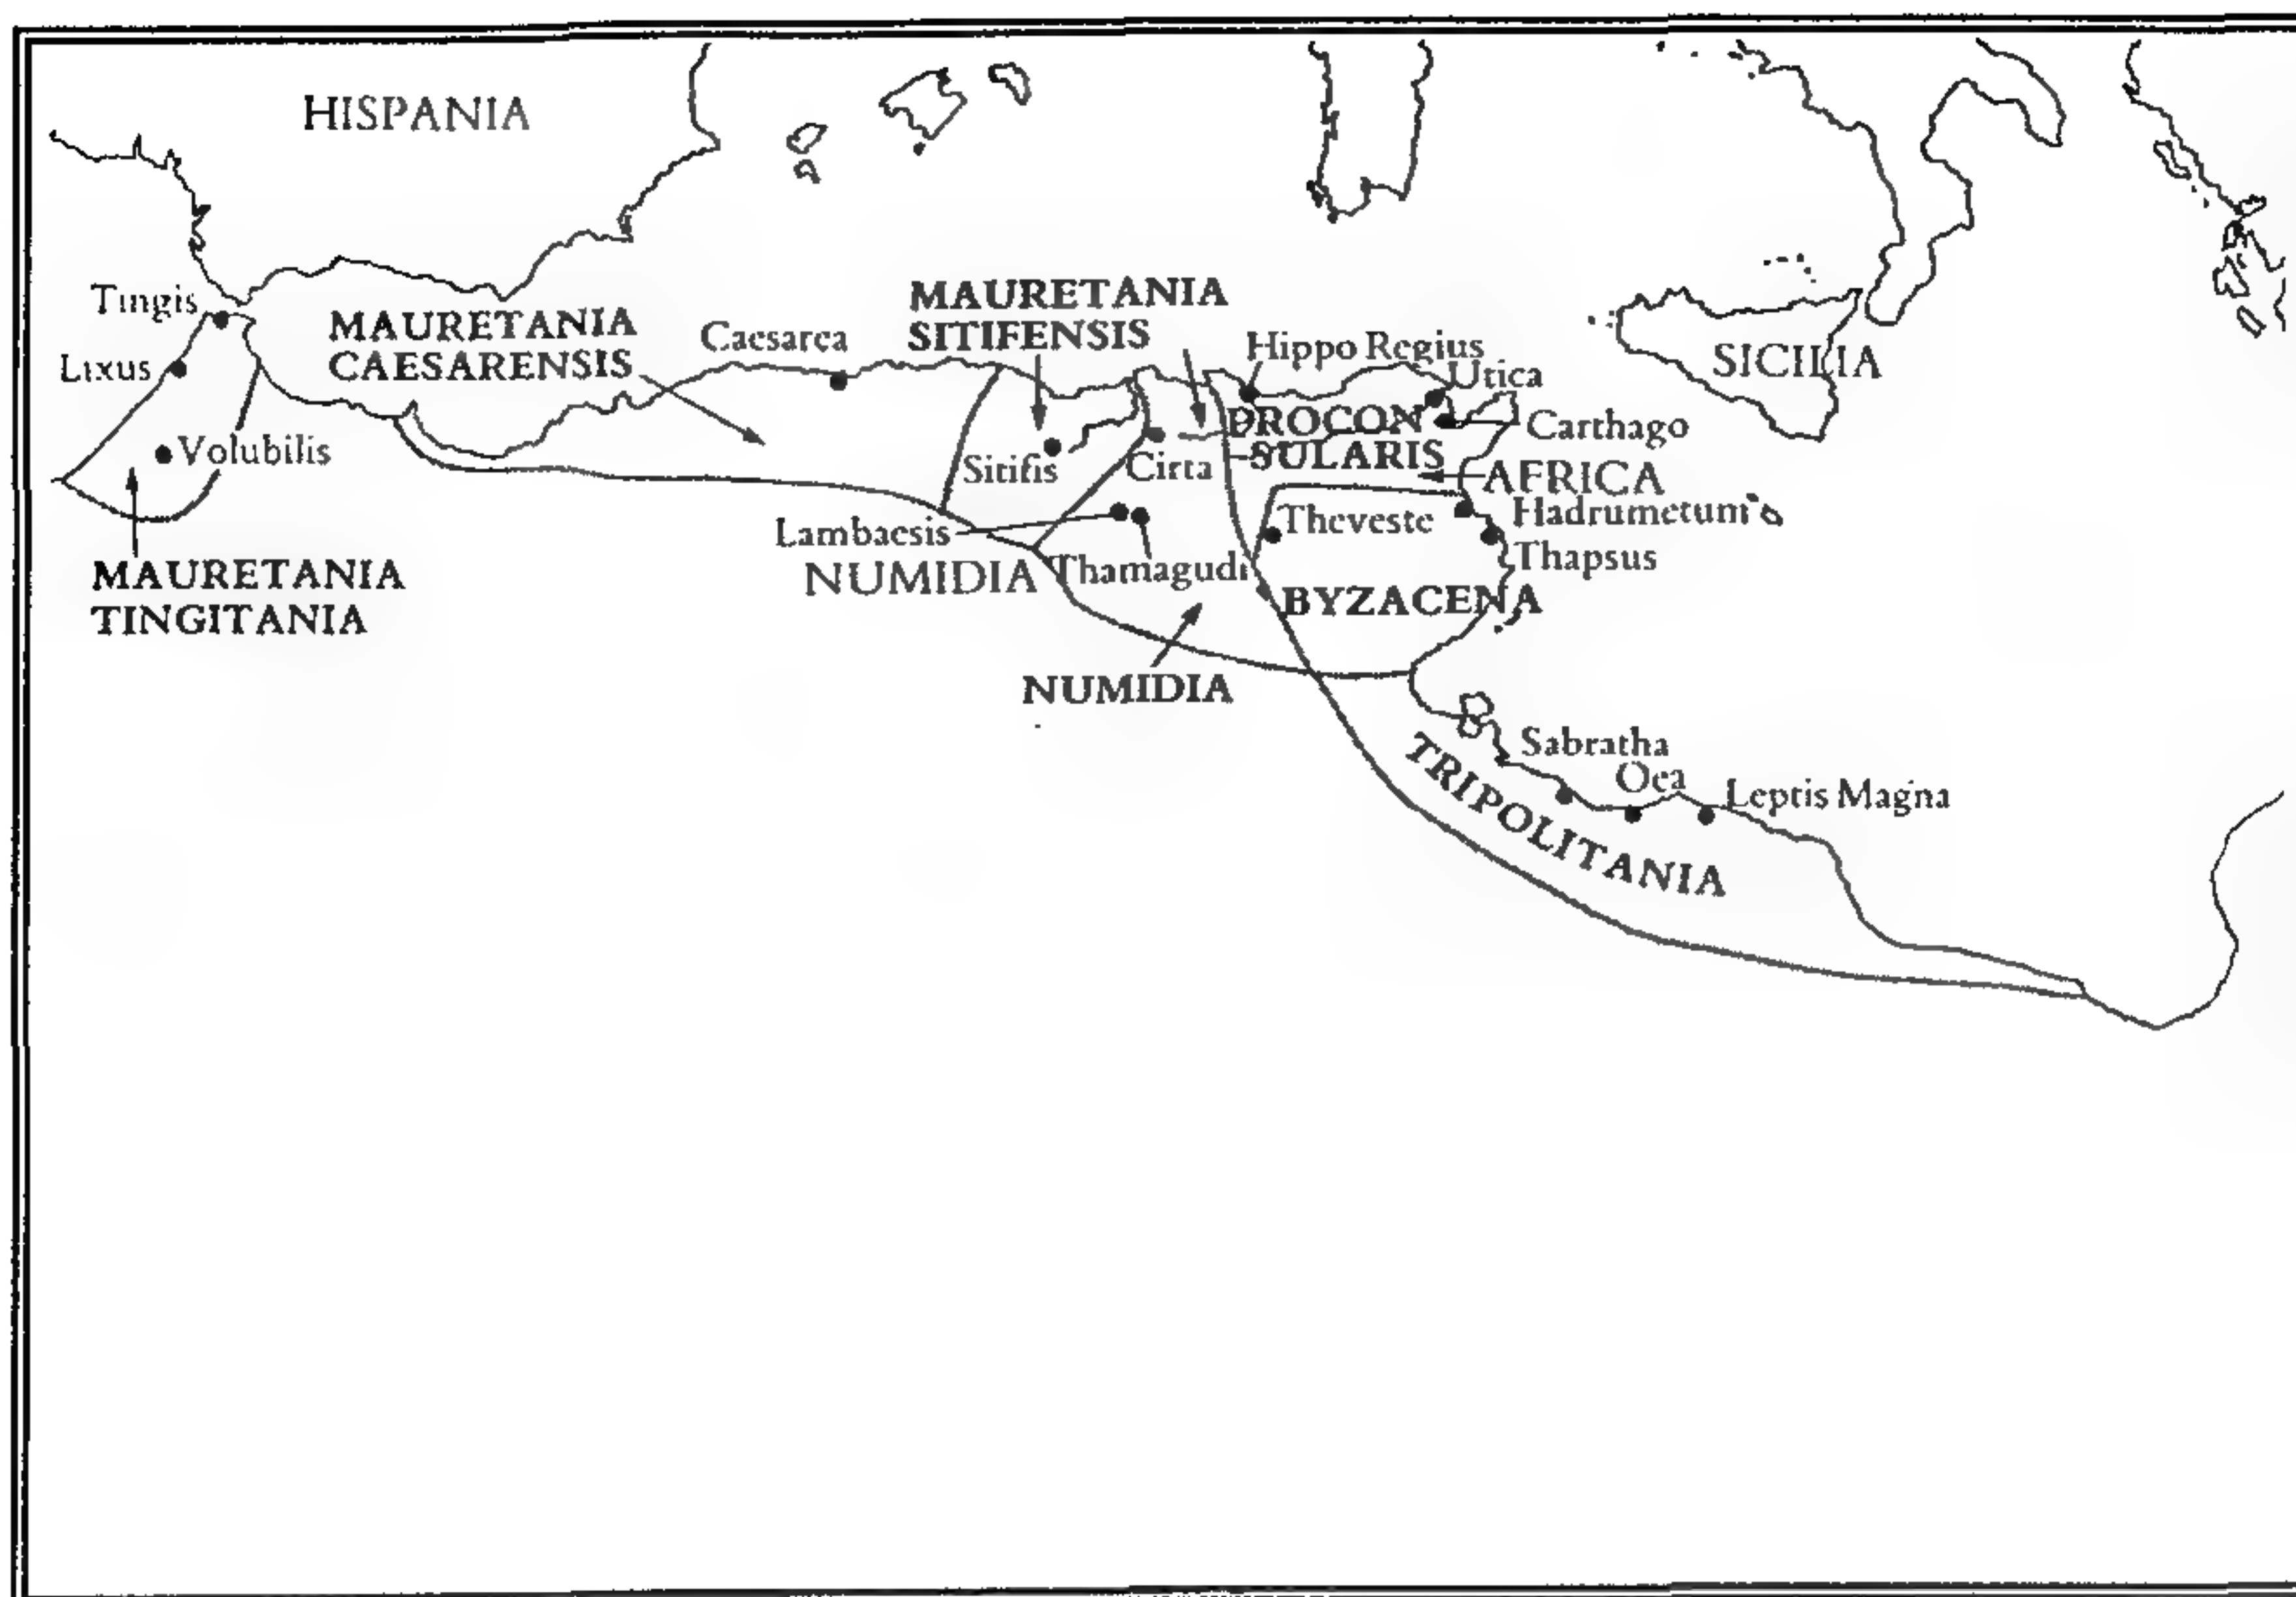 HISPANIA
Tingis
MAURETANIA
CAESARENSIS
Caesarea
MAURETANIA
SITIFENSIS
Hippo Regius
Utica
SICILIA
Lixus
PROCON
-SULARIS
Carthago
Volubilis
Sitifis
Cirta
AFRICA
Lambaesis
Theveste
Hadrumetum
Thapsus
MAURETANIA
TINGITANIA
NUMIDIA
Thamagudi
BYZACENA
NUMIDIA
Sabratha
Oea
Leptis Magna
TRIPOLITANIA